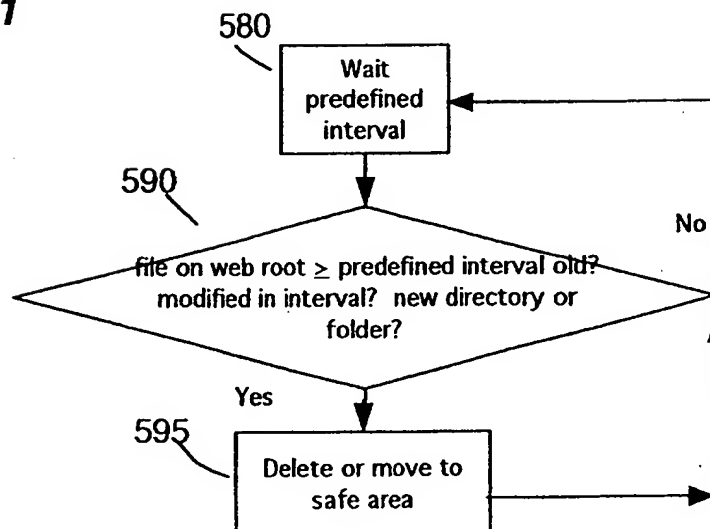 1
580
Wait
predefined
interval
590
No
file on web root ≥ predefined interval old?
modified in interval? new directory or
folder?
Yes
595
Delete or move to
safe area